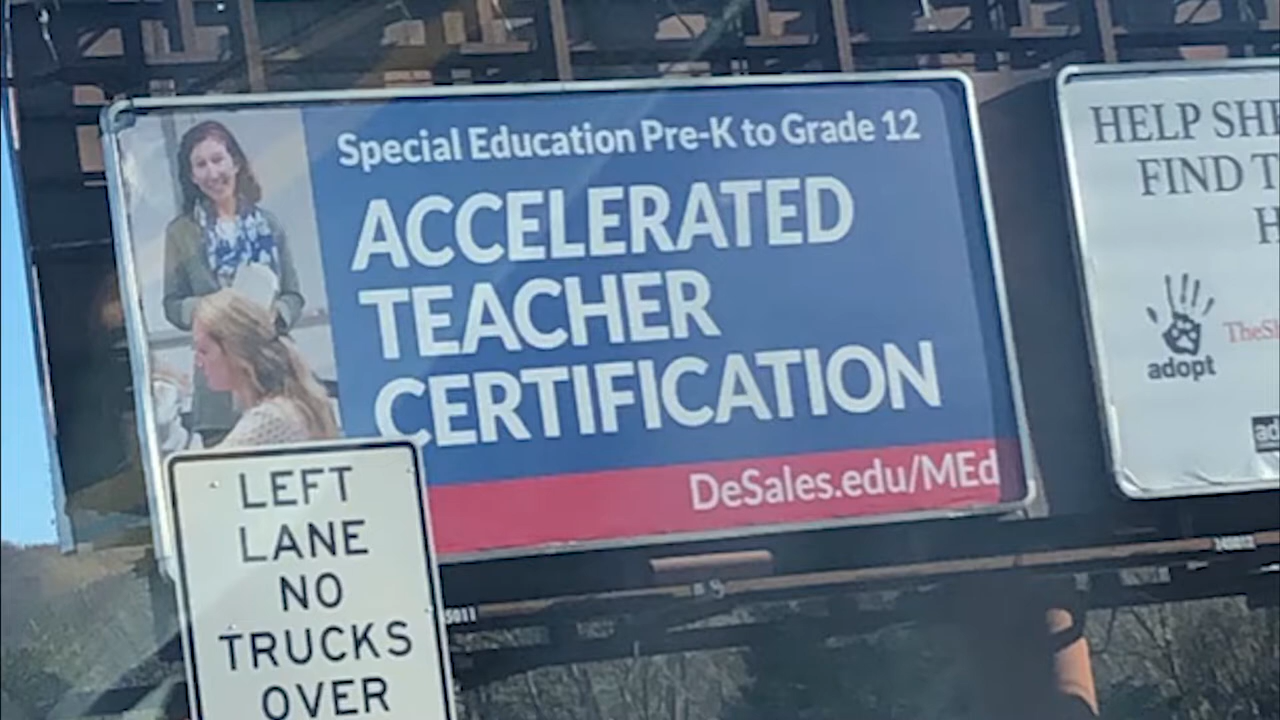 Special Education Pre-K to Grade 12
ACCELERATED
TEACHER
CERTIFICATION
DeSales.edu/MEd
LEFT
LANE
NO
TRUCKS
OVER
HELP
FIND
adopt